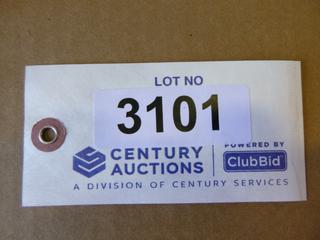 LOT NO
3101
CENTURY AUCTIONS
POWERED BY
ClubBid
A DIVISION OF CENTURY SERVICES